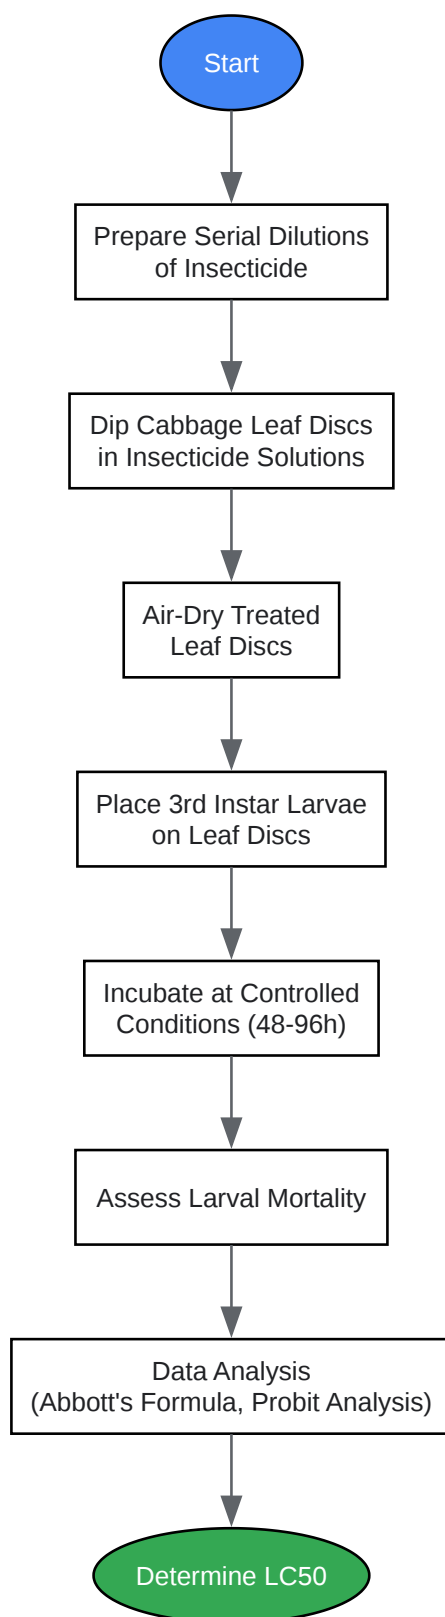 Start
Prepare Serial Dilutions
of Insecticide
Dip Cabbage Leaf Discs
in Insecticide Solutions
Air-Dry Treated
Leaf Discs
Place 3rd Instar Larvae
on Leaf Discs
Incubate at Controlled
Conditions (48-96h)
Assess Larval Mortality
Data Analysis
(Abbott's Formula, Probit Analysis)
Determine LC50